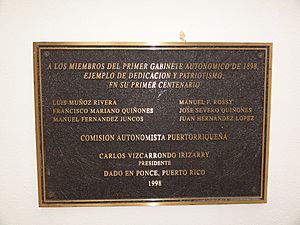 A LOS MIEMBROS DEL PRIMER GABINETE AUTONOMICO DE 1898,
EJEMPLO DE DEDICACION Y PATRIOTISMO,
EN SU PRIMER CENTENARIO
LUIS MUÑOZ RIVERA MANUEL F. ROSSY
FRANCISCO MARIANO QUIÑONES JOSE SEVERO QUIÑONES
MANUEL FERNANDEZ JUNCOS JUAN HERNANDEZ LOPEZ
COMISION AUTONOMISTA PUERTORRIQUEÑA
CARLOS VIZCARRONDO IRIZARRY
PRESIDENTE
DADO EN PONCE, PUERTO RICO
1998